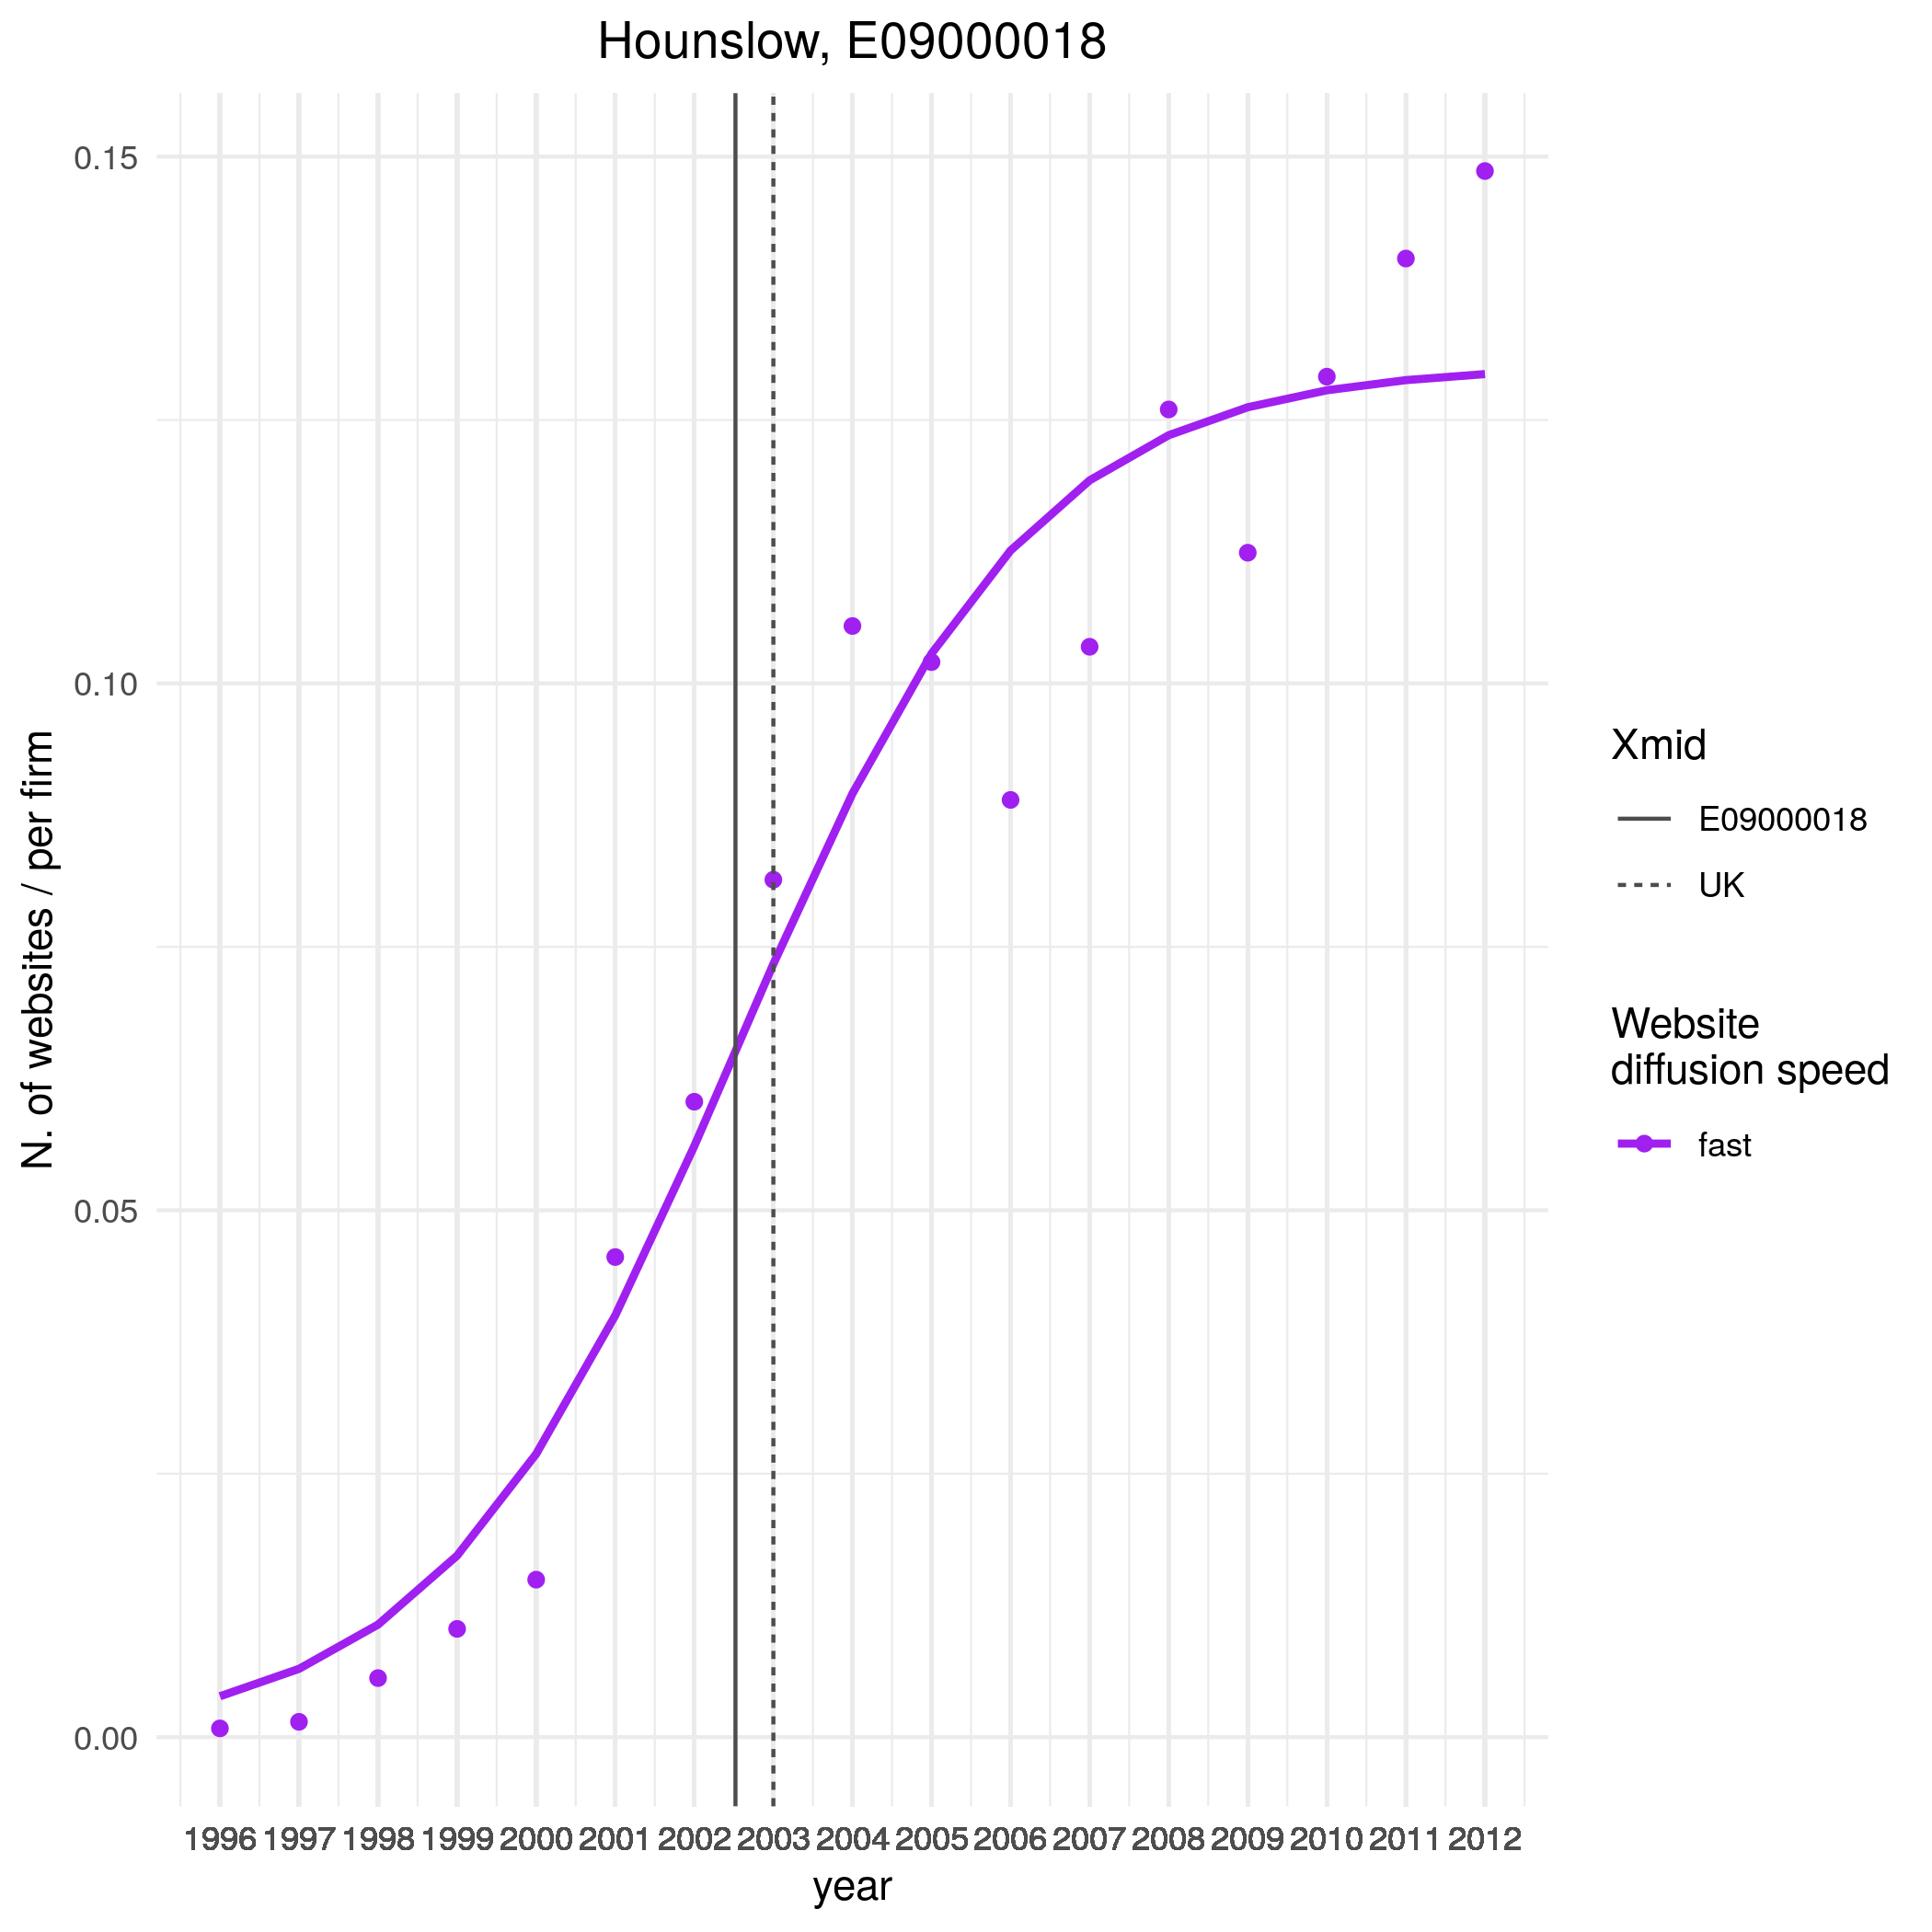 Hounslow, E09000018
0.15
0.10
0.05
0.00
N. of websites / per firm
1996 1997 1998 1999 2000 2001 2002 2003 2004 2005 2006 2007 2008 2009 2010 2011 2012
year
Xmid
E09000018
UK
Website
diffusion speed
fast